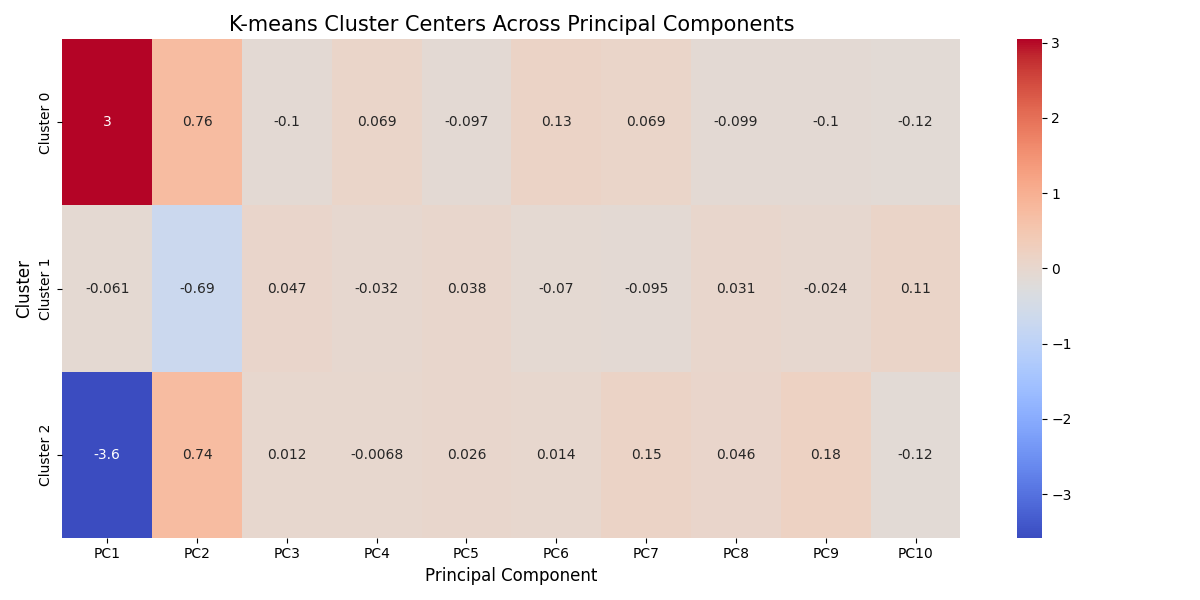 K-means Cluster Centers Across Principal Components
Cluster
Cluster 0
3 0.76 -0.1 0.069 -0.097 0.13 0.069 -0.099 -0.1 -0.12
Cluster 1
-0.061 -0.69 0.047 -0.032 0.038 -0.07 -0.095 0.031 -0.024 0.11
Cluster 2
-3.6 0.74 0.012 -0.0068 0.026 0.014 0.15 0.046 0.18 -0.12
PC1 PC2 PC3 PC4 PC5 PC6 PC7 PC8 PC9 PC10
Principal Component
3
2
1
0
−1
−2
−3